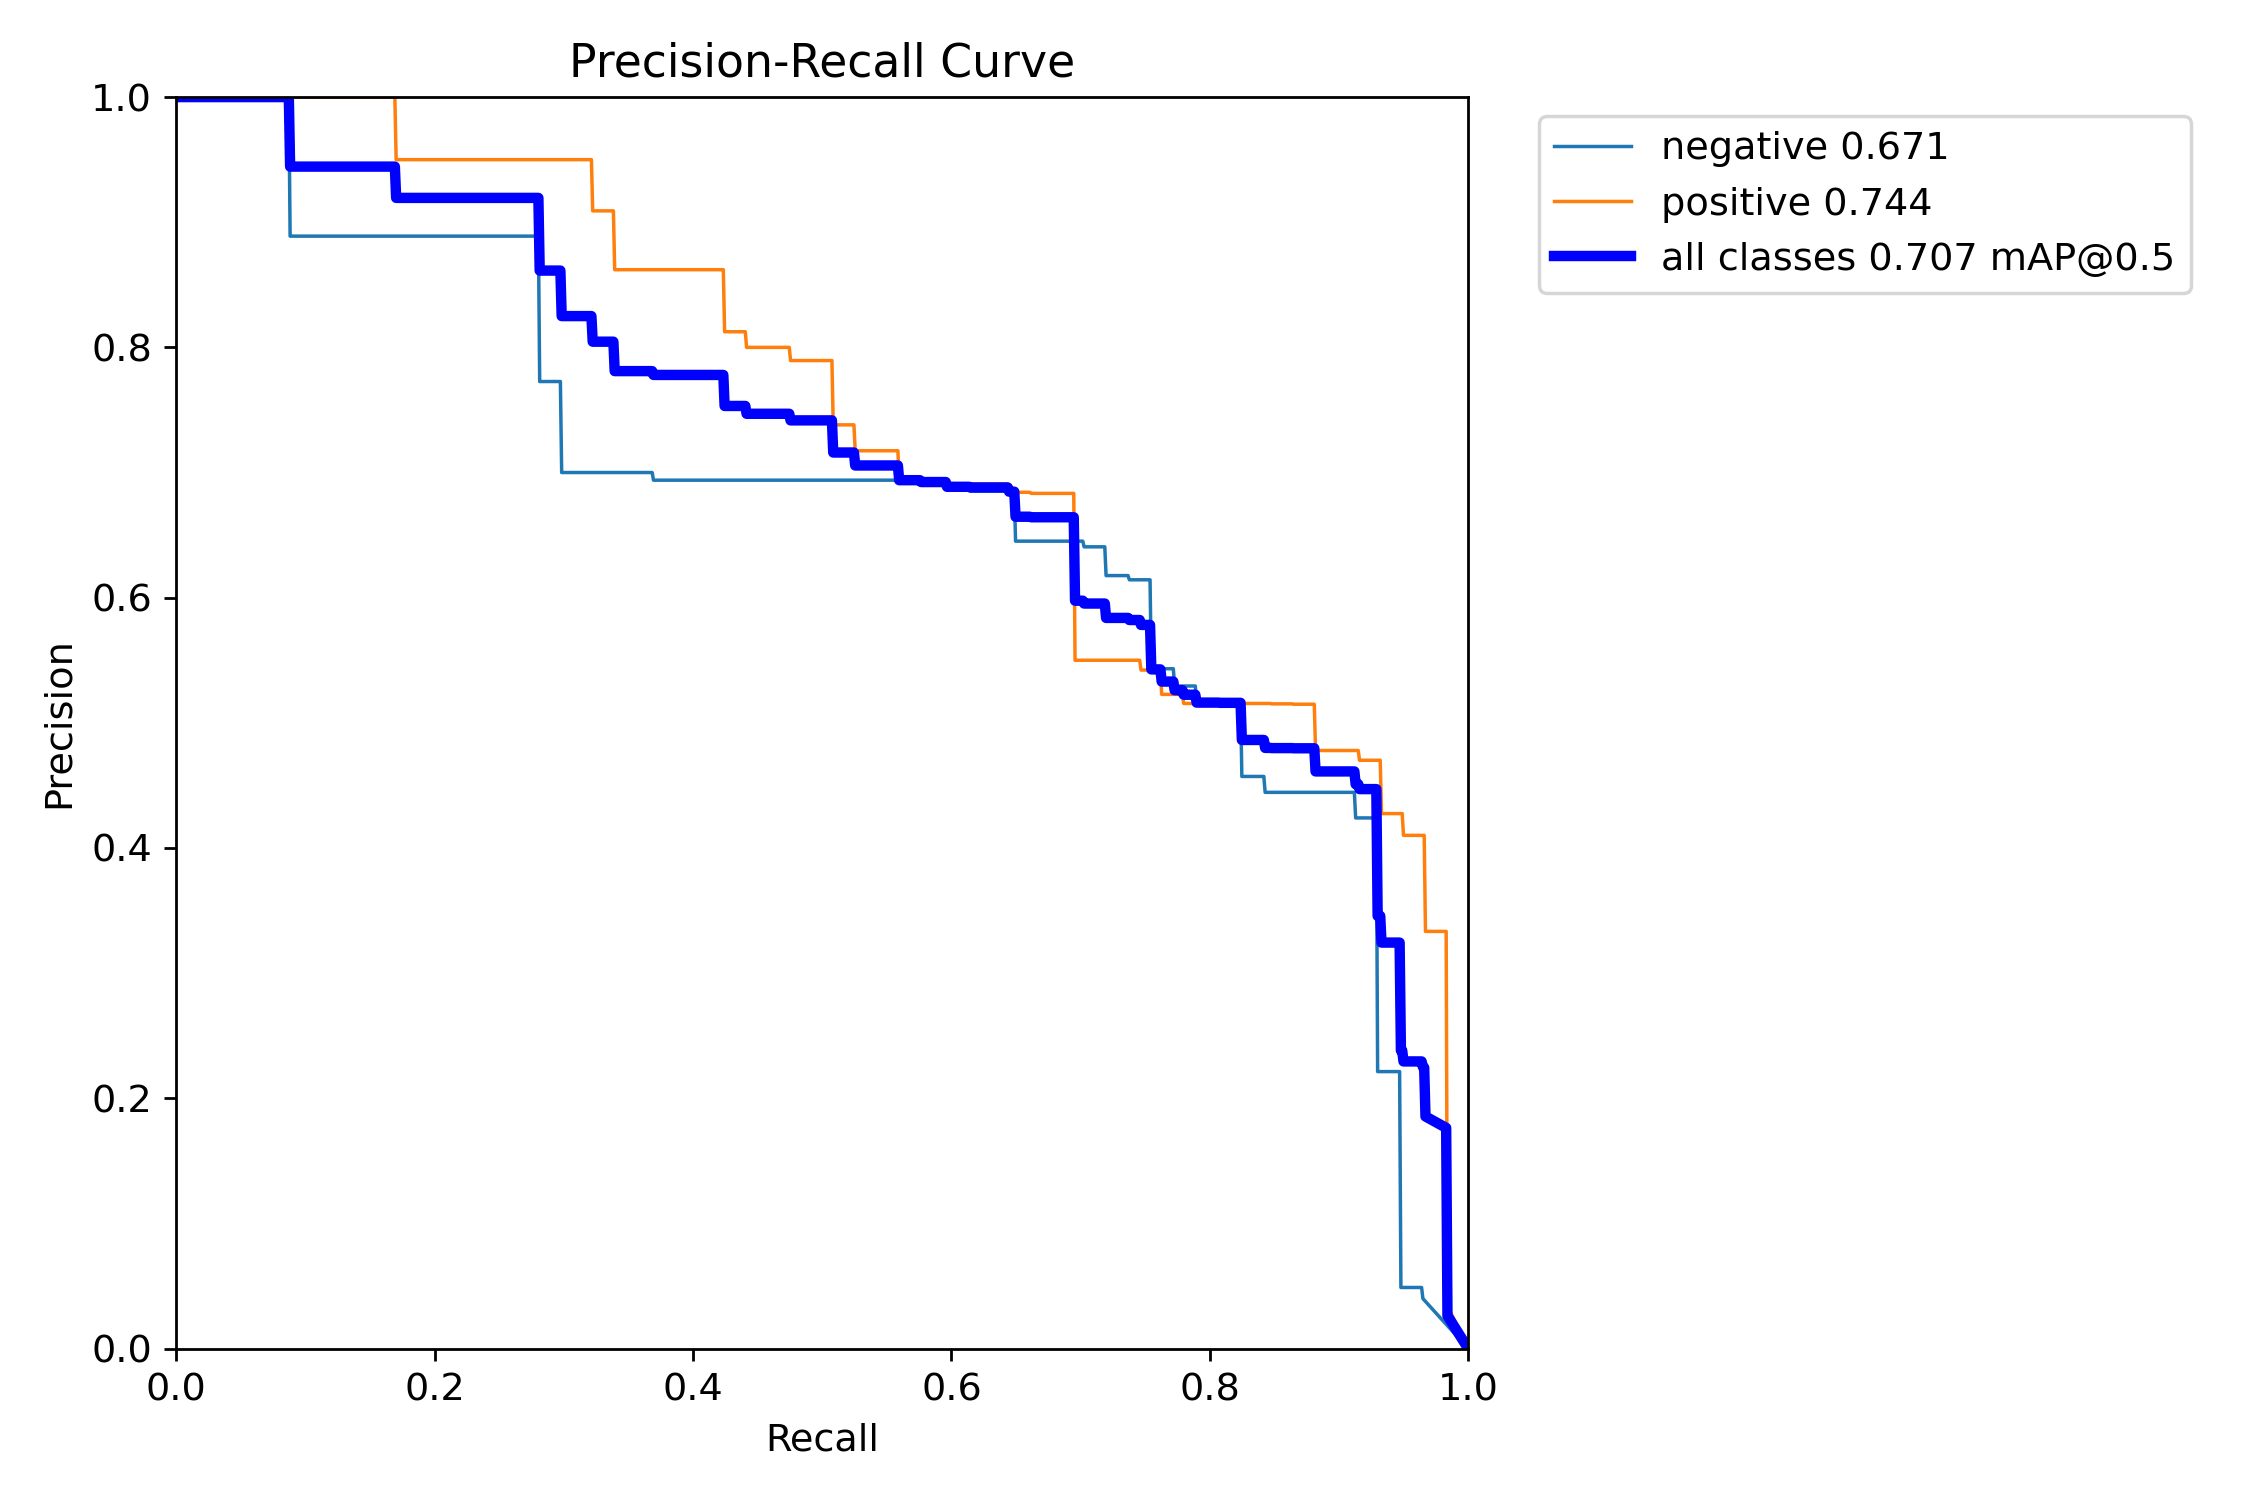 Precision-Recall Curve
1.0
0.8
0.6
0.4
0.2
0.0
Precision
0.0 0.2 0.4 0.6 0.8 1.0
Recall
negative 0.671
positive 0.744
all classes 0.707 mAP@0.5